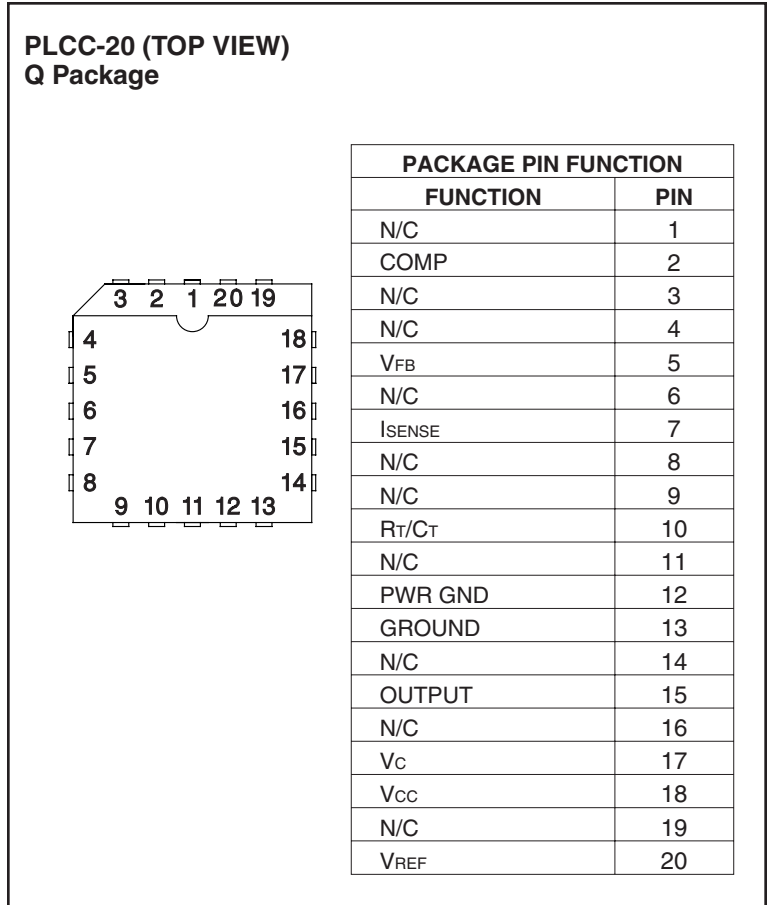 PLCC-20 (TOP VIEW)
Q Package
3 2 1 20 19
4 18
5 17
6 16
7 15
8 14
9 10 11 12 13
PACKAGE PIN FUNCTION
FUNCTION PIN
N/C 1
COMP 2
N/C 3
N/C 4
VFB 5
N/C 6
ISENSE 7
N/C 8
N/C 9
RT/CT 10
N/C 11
PWR GND 12
GROUND 13
N/C 14
OUTPUT 15
N/C 16
VC 17
VCC 18
N/C 19
VREF 20